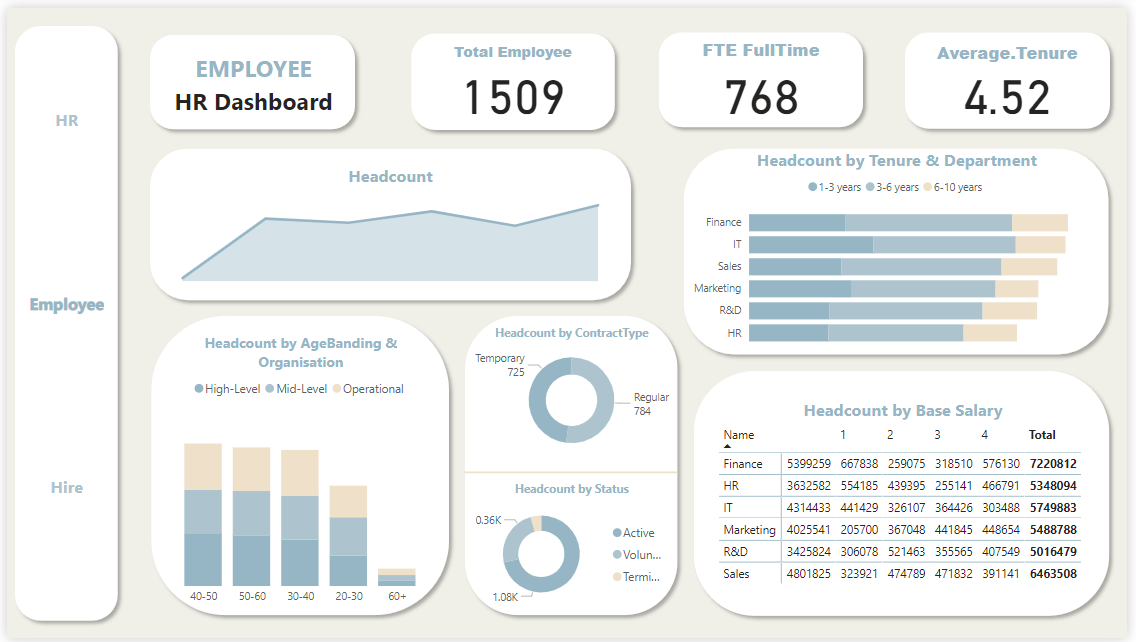 HR
Employee
Hire
EMPLOYEE
HR Dashboard
Total Employee
1509
FTE FullTime
768
Average.Tenure
4.52
Headcount
Headcount by Tenure & Department
1-3 years 3-6 years 6-10 years
Finance
IT
Sales
Marketing
R&D
HR
Headcount by AgeBanding &
Organisation
High-Level Mid-Level Operational
40-50 50-60 30-40 20-30 60+
Headcount by ContractType
Temporary
725
Regular
784
Headcount by Status
0.36K
1.08K
Active
Volun...
Termi...
Headcount by Base Salary
Name 1 2 3 4 Total
Finance 5399259 667838 259075 318510 576130 7220812
HR 3632582 554185 439395 255141 466791 5348094
IT 4314433 441429 326107 364426 303488 5749883
Marketing 4025541 205700 367048 441845 448654 5488788
R&D 3425824 306078 521463 355565 407549 5016479
Sales 4801825 323921 474789 471832 391141 6463508